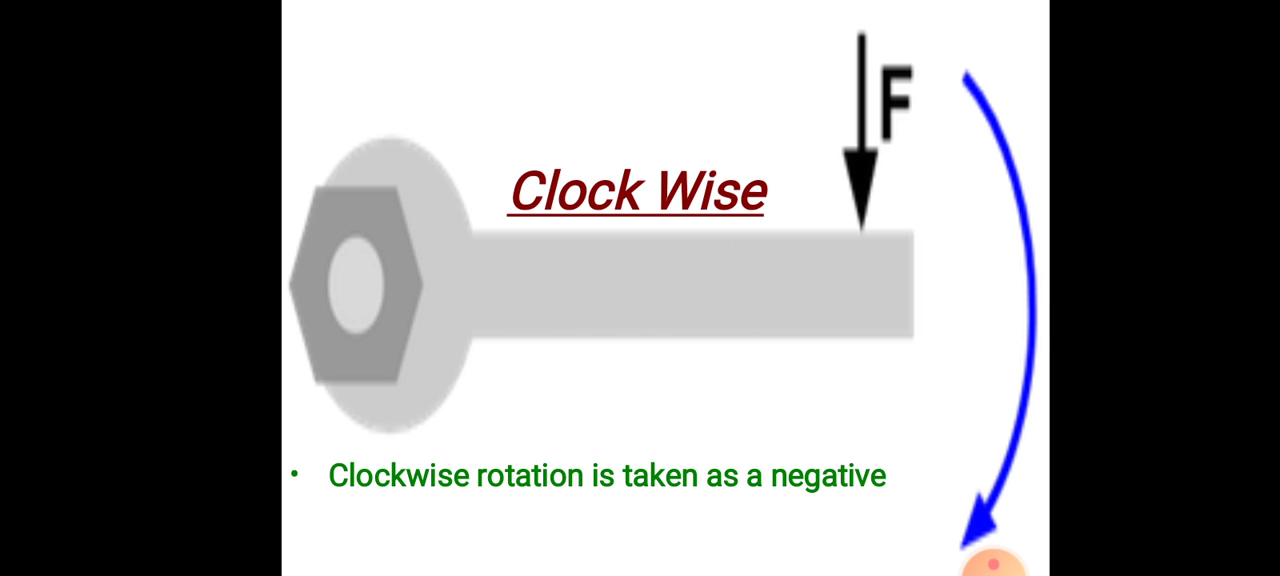 F
Clock Wise
• Clockwise rotation is taken as a negative